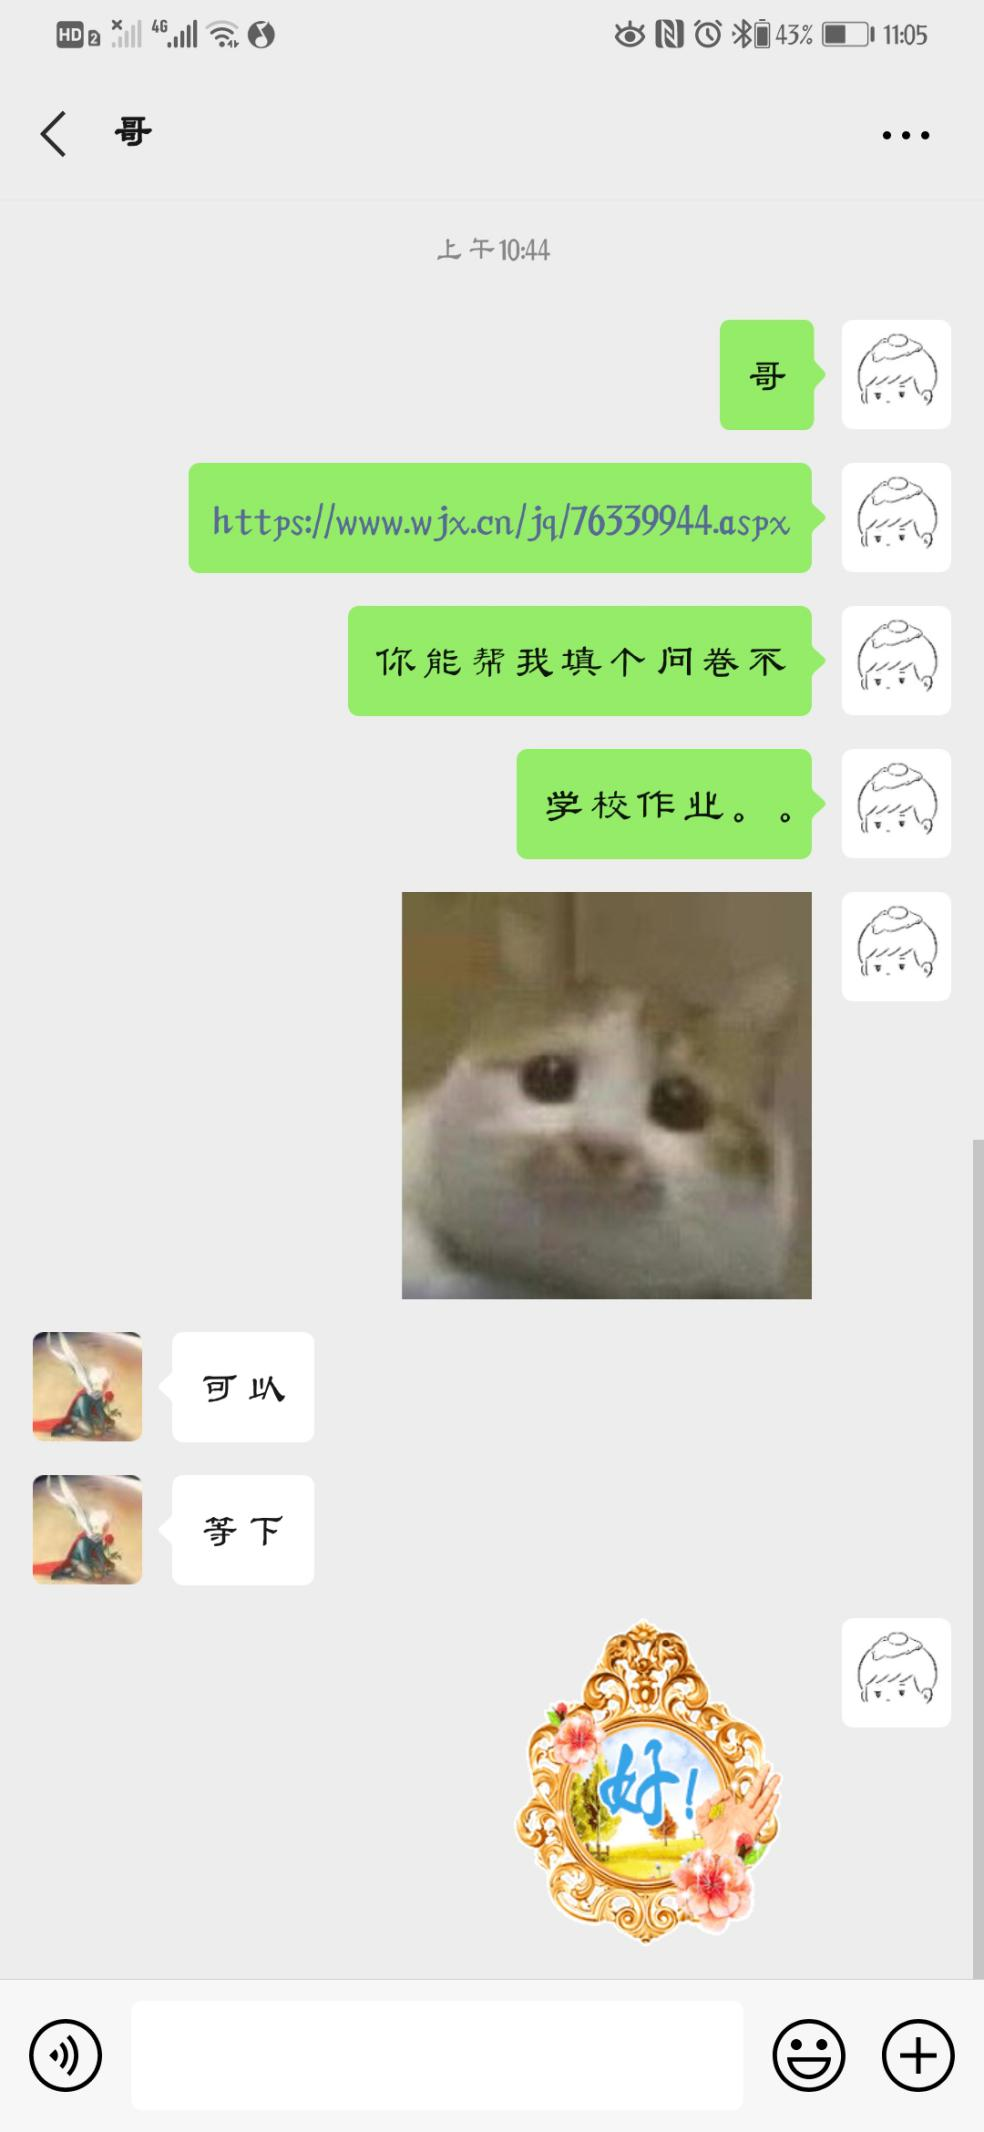 HD 2 4G 43% 11:05
哥
上午10:44
哥
https://www.wjx.cn/jq/76339944.aspx
你能帮我填个问卷不
学校作业。。
可以
等下
好!